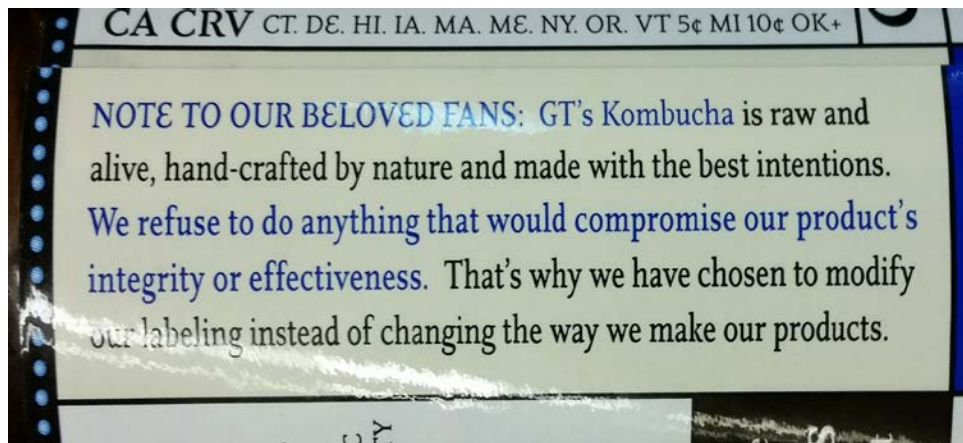 CA CRV CT. DE. HI. IA. MA. ME. NY. OR. VT 5¢ MI 10¢ OK+
NOTE TO OUR BELOVED FANS: GT's Kombucha is raw and
alive, hand-crafted by nature and made with the best intentions.
We refuse to do anything that would compromise our product's
integrity or effectiveness. That's why we have chosen to modify
our labeling instead of changing the way we make our products.